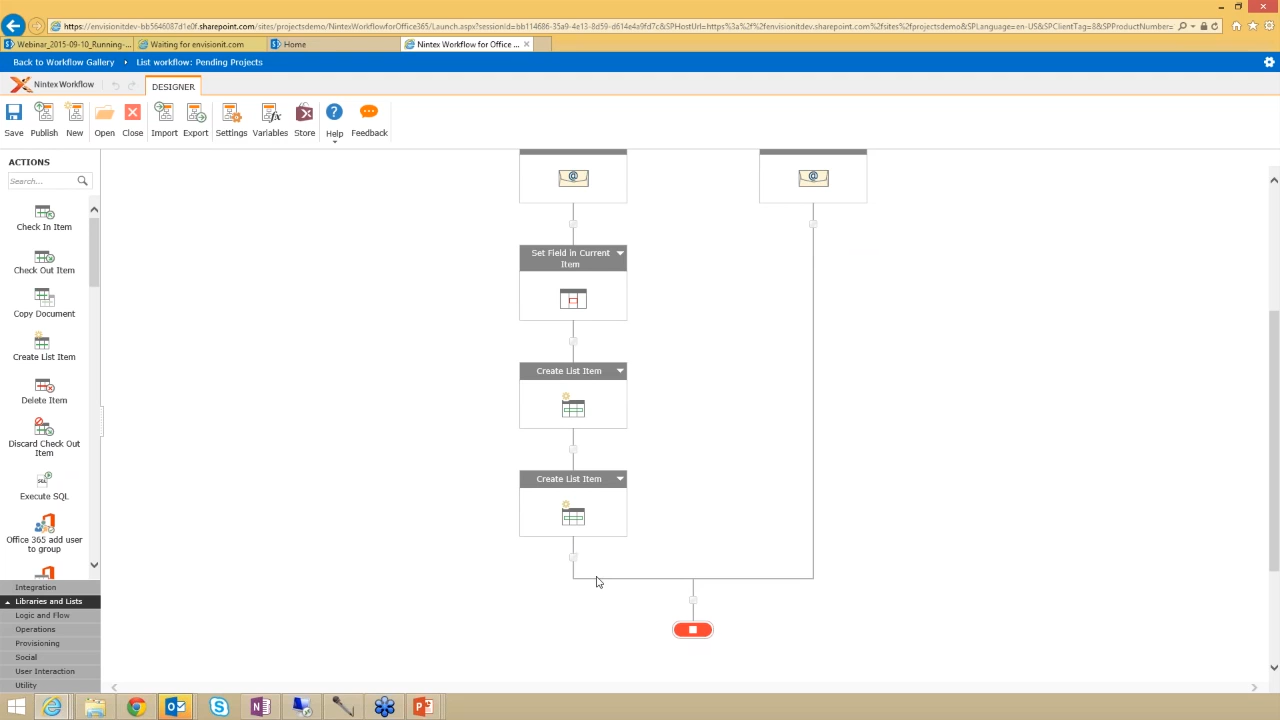 https://envisionitdev-bb5646087d1e0f.sharepoint.com/sites/projectsdemo/NintexWorkflowforOffice365/Launch.aspx?sessionId=bb114686-35a9-4e13-8d59-d614e4a9fd7c&SPHostUrl=https%3a%2f%2fenvisionitdev.sharepoint.com%2fsites%2fprojectsdemo&SPLanguage=en-US&SPClientTag=8&SPProductNumber=
Webinar_2015-09-10_Running-...
Waiting for envisionit.com
Home
Nintex Workflow for Office ...
Back to Workflow Gallery
List workflow: Pending Projects
Nintex Workflow
DESIGNER
Save
Publish
New
Open
Close
Import
Export
Settings
Variables
Store
Help
Feedback
ACTIONS
Search...
Check In Item
Check Out Item
Copy Document
Create List Item
Delete Item
Discard Check Out
Item
SQL
Execute SQL
Office 365 add user
to group
Integration
Libraries and Lists
Logic and Flow
Operations
Provisioning
Social
User Interaction
Utility
Set Field in Current
Item
Create List Item
Create List Item